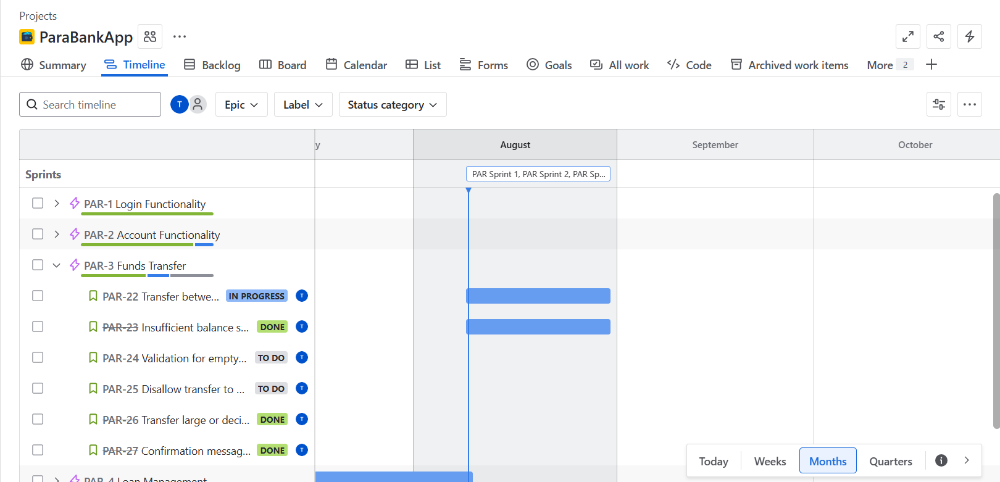 Projects
ParaBankApp
Summary Timeline Backlog Board Calendar List Forms Goals All work Code Archived work items More 2
Search timeline T Epic Label Status category
y August September October
Sprints PAR Sprint 1, PAR Sprint 2, PAR Sp...
PAR-1 Login Functionality
PAR-2 Account Functionality
PAR-3 Funds Transfer
PAR-22 Transfer betwe... IN PROGRESS T
PAR-23 Insufficient balance s... DONE T
PAR-24 Validation for empty... TO DO T
PAR-25 Disallow transfer to ... TO DO T
PAR-26 Transfer large or deci... DONE T
PAR-27 Confirmation messag... DONE T
Today Weeks Months Quarters
PAR-4 Loan Management